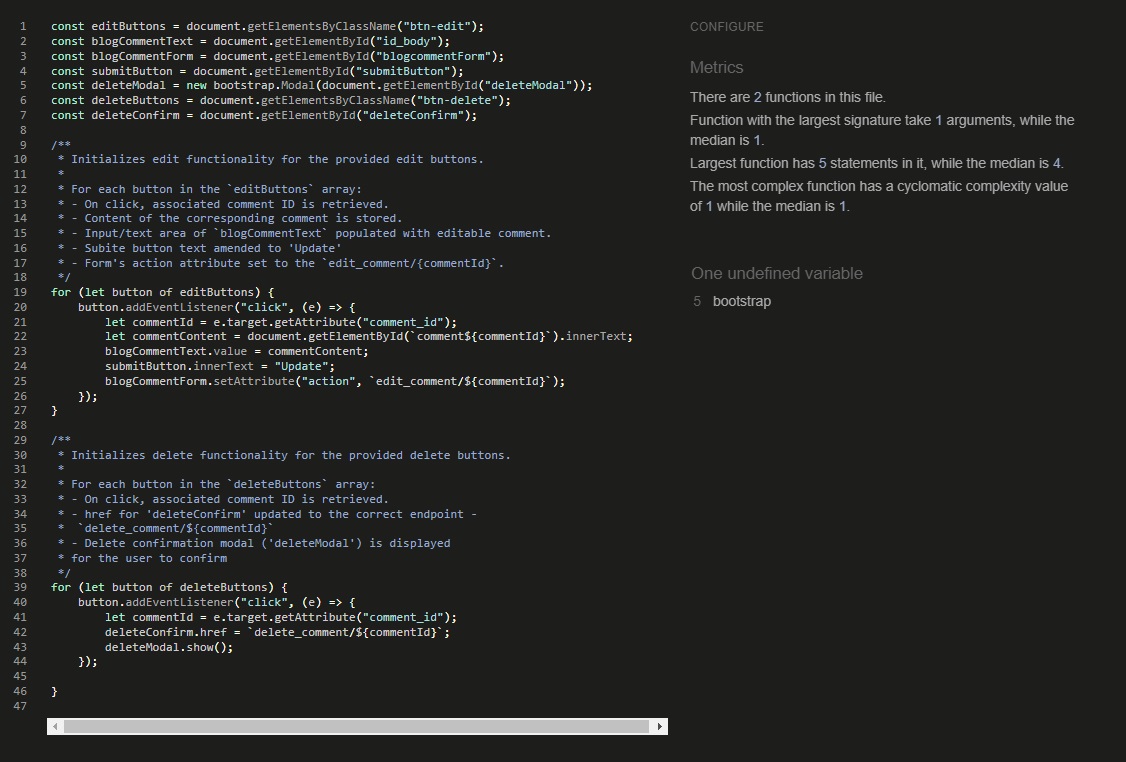 1 const editButtons = document.getElementsByClassName("btn-edit");
2 const blogCommentText = document.getElementById("id_body");
3 const blogCommentForm = document.getElementById("blogcommentForm");
4 const submitButton = document.getElementById("submitButton");
5 const deleteModal = new bootstrap.Modal(document.getElementById("deleteModal"));
6 const deleteButtons = document.getElementsByClassName("btn-delete");
7 const deleteConfirm = document.getElementById("deleteConfirm");
8
9 /**
10  * Initializes edit functionality for the provided edit buttons.
11  *
12  * For each button in the `editButtons` array:
13  * - On click, associated comment ID is retrieved.
14  * - Content of the corresponding comment is stored.
15  * - Input/text area of `blogCommentText` populated with editable comment.
16  * - Subite button text amended to 'Update'
17  * - Form's action attribute set to the `edit_comment/{commentId}`.
18  */
19 for (let button of editButtons) {
20     button.addEventListener("click", (e) => {
21         let commentId = e.target.getAttribute("comment_id");
22         let commentContent = document.getElementById(`comment${commentId}`).innerText;
23         blogCommentText.value = commentContent;
24         submitButton.innerText = "Update";
25         blogCommentForm.setAttribute("action", `edit_comment/${commentId}`);
26     });
27 }
28
29 /**
30  * Initializes delete functionality for the provided delete buttons.
31  *
32  * For each button in the `deleteButtons` array:
33  * - On click, associated comment ID is retrieved.
34  * - href for 'deleteConfirm' updated to the correct endpoint -
35  *  `delete_comment/${commentId}`
36  * - Delete confirmation modal ('deleteModal') is displayed
37  * for the user to confirm
38  */
39 for (let button of deleteButtons) {
40     button.addEventListener("click", (e) => {
41         let commentId = e.target.getAttribute("comment_id");
42         deleteConfirm.href = `delete_comment/${commentId}`;
43         deleteModal.show();
44     });
45
46 }
47
CONFIGURE
Metrics
There are 2 functions in this file.
Function with the largest signature take 1 arguments, while the
median is 1.
Largest function has 5 statements in it, while the median is 4.
The most complex function has a cyclomatic complexity value
of 1 while the median is 1.
One undefined variable
5 bootstrap